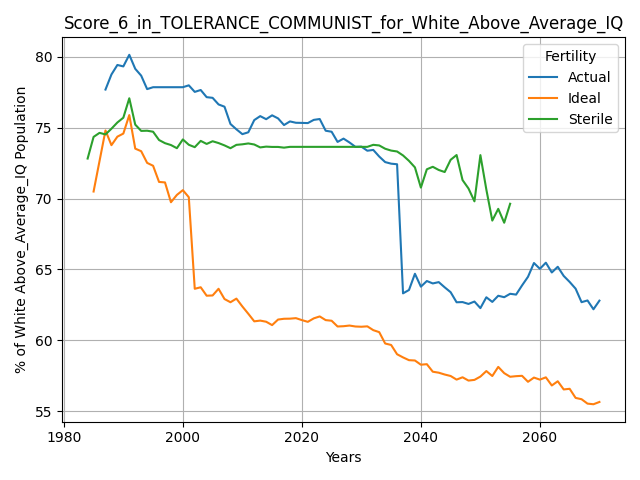 Score_6_in_TOLERANCE_COMMUNIST_for_White_Above_Average_IQ
% of White Above_Average_IQ Population
80
75
70
65
60
55
Fertility
Actual
Ideal
Sterile
1980
2000
2020
2040
2060
Years